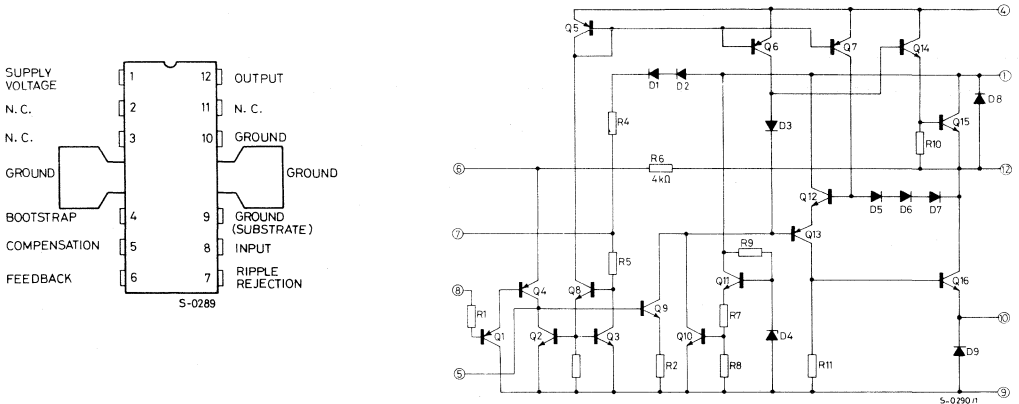 SUPPLY
VOLTAGE
N. C.
N. C.
GROUND
BOOTSTRAP
COMPENSATION
FEEDBACK
1
2
3
4
5
6
12
11
10
9
8
7
OUTPUT
N. C.
GROUND
GROUND
GROUND
(SUBSTRATE)
INPUT
RIPPLE
REJECTION
S-0289
Q5
4
Q6
Q7
Q14
1
D1
D2
D8
R4
D3
Q15
R10
6
R6
4kΩ
12
Q12
D5
D6
D7
7
Q13
R9
R5
8
Q4
Q8
Q11
Q16
R1
Q9
R7
10
Q1
Q2
Q3
Q10
D4
D9
5
R2
R8
R11
9
S-0290/1